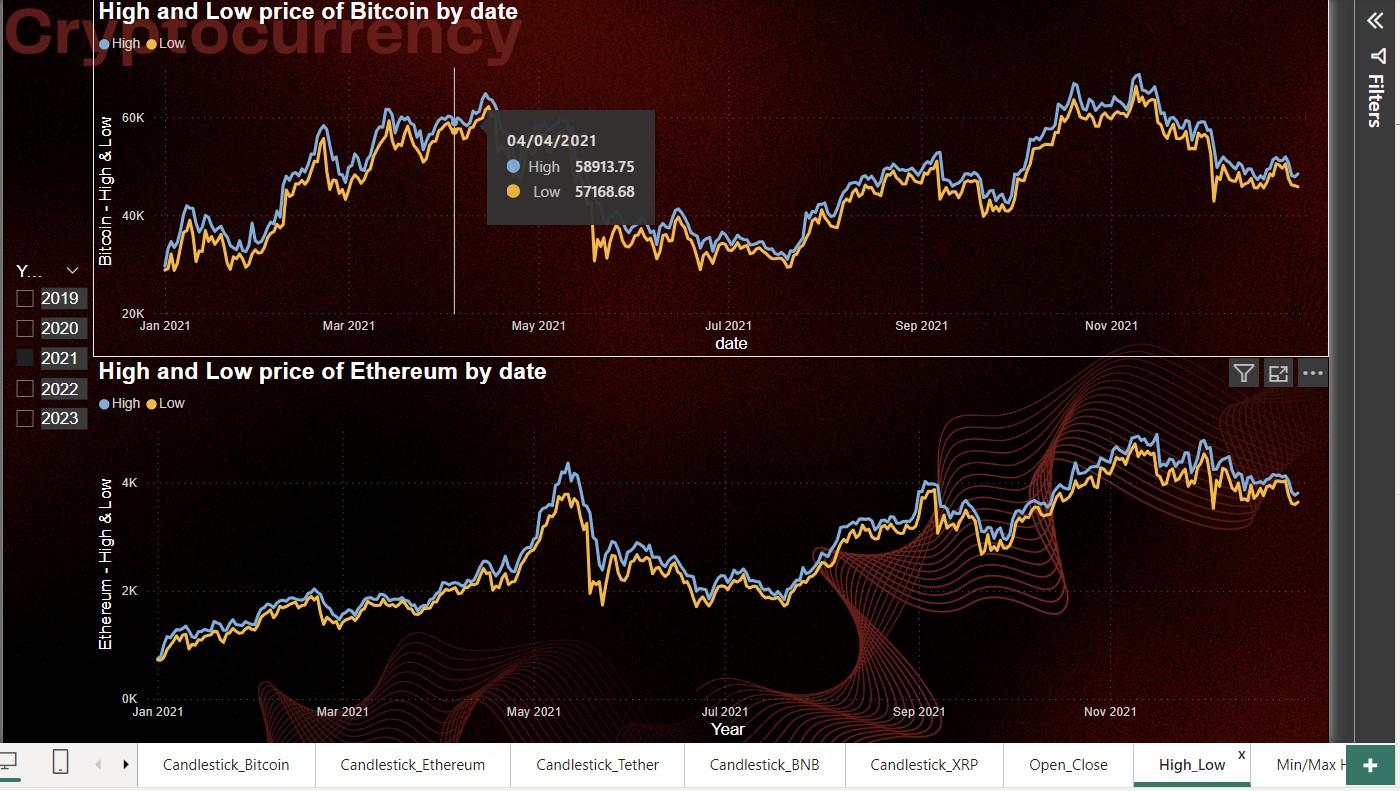 Cryptocurrency
High and Low price of Bitcoin by date
High Low
60K
40K
20K
Bitcoin - High & Low
04/04/2021
High 58913.75
Low 57168.68
Jan 2021 Mar 2021 May 2021 Jul 2021 Sep 2021 Nov 2021
date
Y...
2019
2020
2021
2022
2023
High and Low price of Ethereum by date
High Low
4K
2K
0K
Ethereum - High & Low
Jan 2021 Mar 2021 May 2021 Jul 2021 Sep 2021 Nov 2021
Year
Filters
Candlestick_Bitcoin Candlestick_Ethereum Candlestick_Tether Candlestick_BNB Candlestick_XRP Open_Close High_Low x Min/Max H